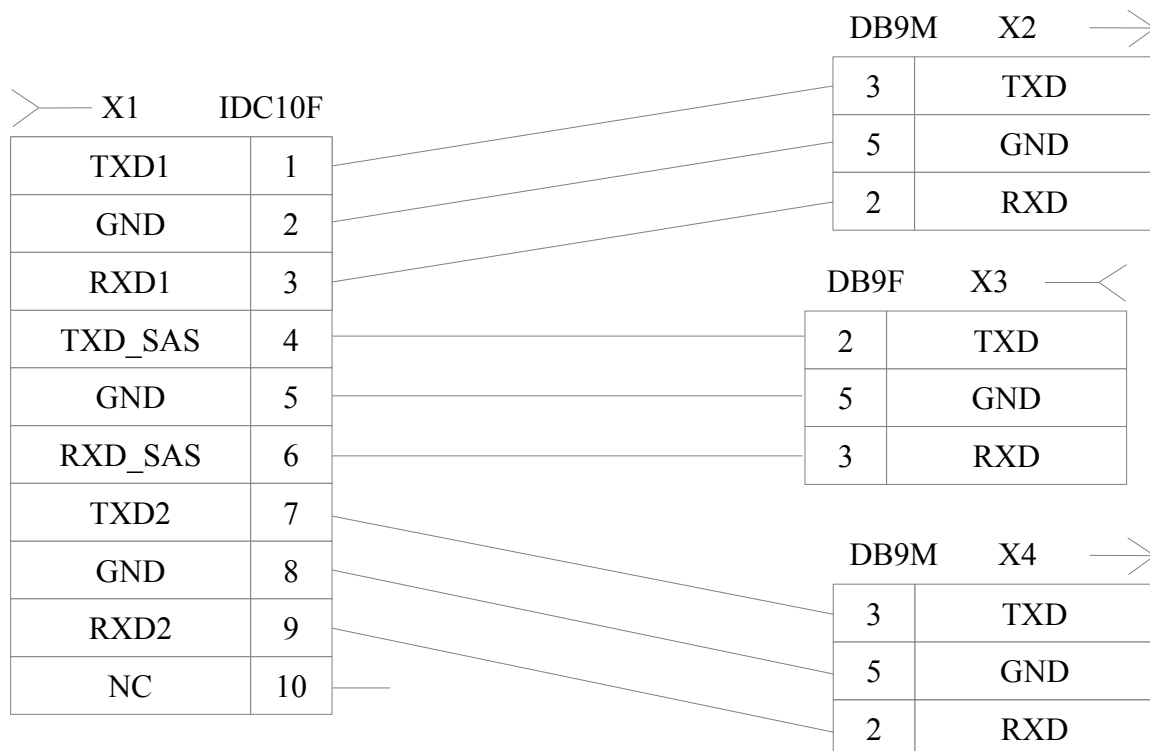 X1 IDC10F
TXD1 1
GND 2
RXD1 3
TXD_SAS 4
GND 5
RXD_SAS 6
TXD2 7
GND 8
RXD2 9
NC 10
DB9M X2
3 TXD
5 GND
2 RXD
DB9F X3
2 TXD
5 GND
3 RXD
DB9M X4
3 TXD
5 GND
2 RXD